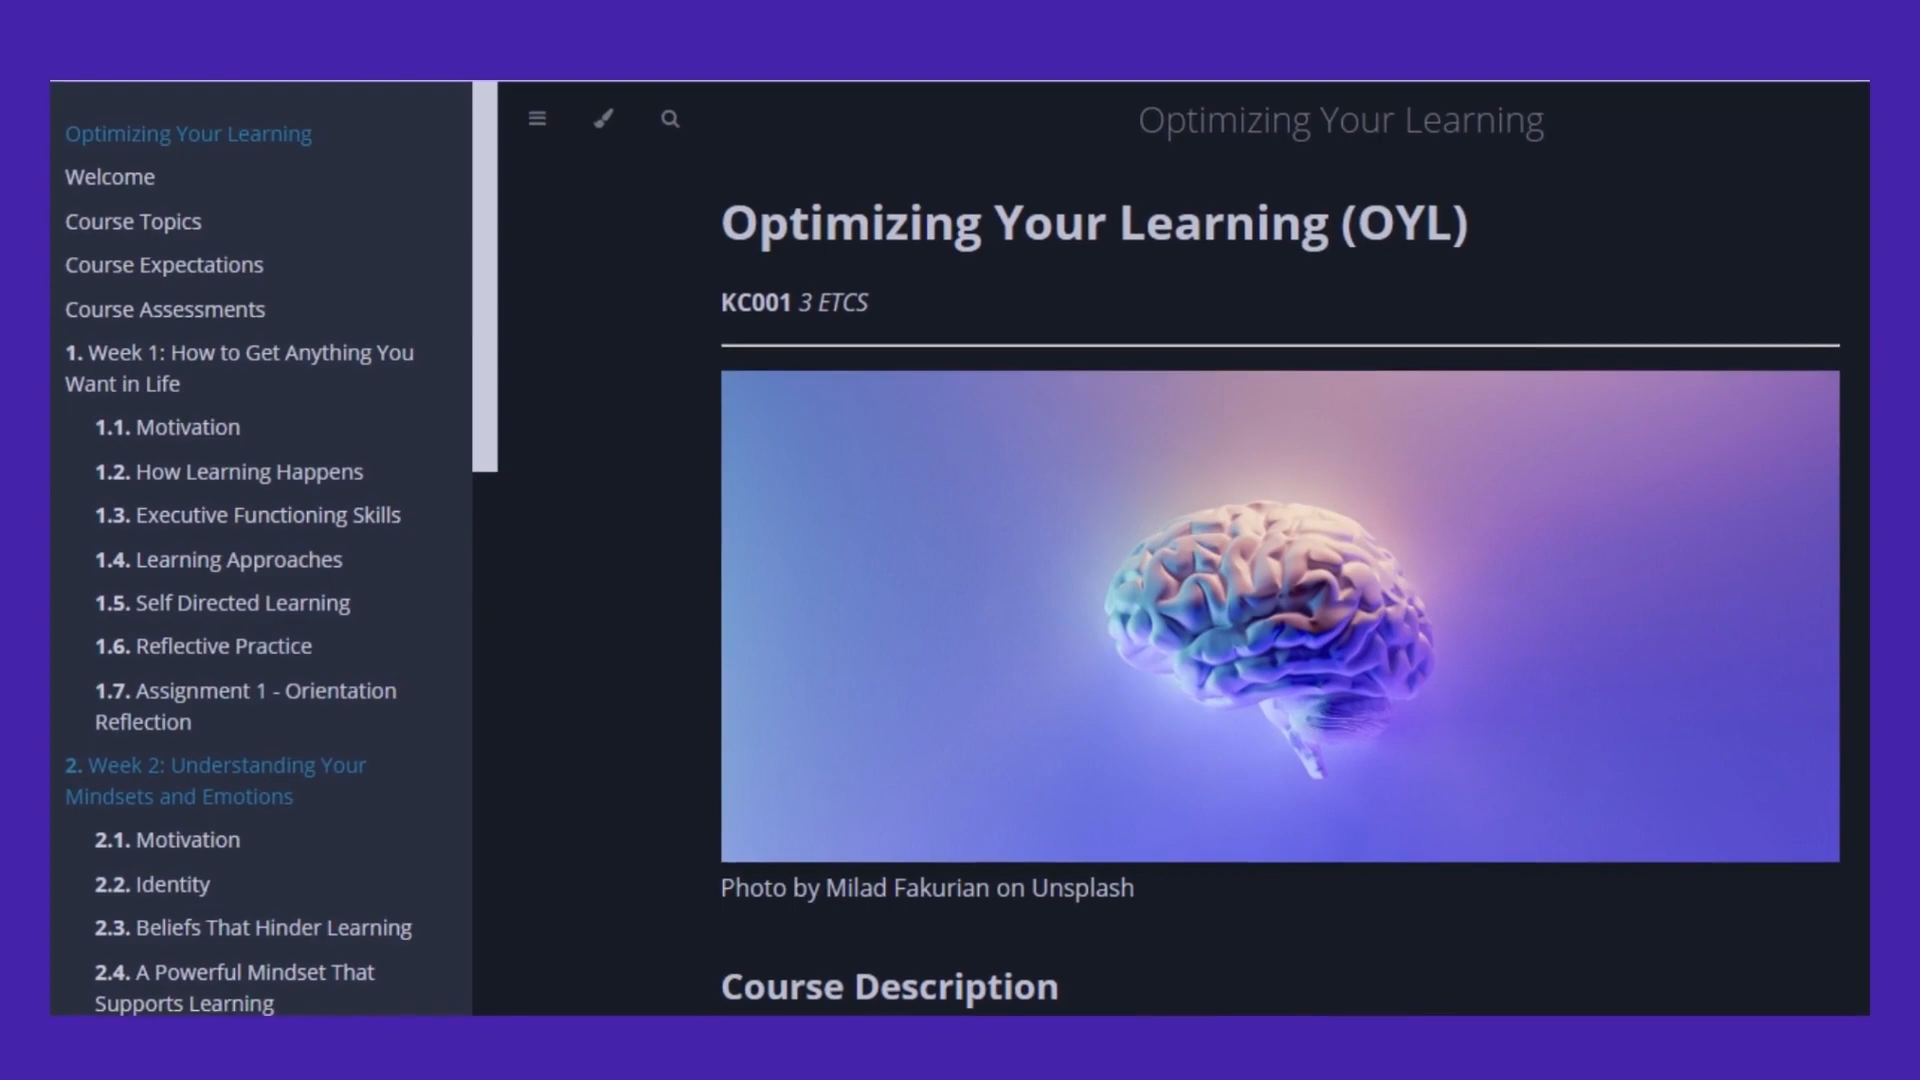 Optimizing Your Learning
Welcome
Course Topics
Course Expectations
Course Assessments
1. Week 1: How to Get Anything You
Want in Life
1.1. Motivation
1.2. How Learning Happens
1.3. Executive Functioning Skills
1.4. Learning Approaches
1.5. Self Directed Learning
1.6. Reflective Practice
1.7. Assignment 1 - Orientation
Reflection
2. Week 2: Understanding Your
Mindsets and Emotions
2.1. Motivation
2.2. Identity
2.3. Beliefs That Hinder Learning
2.4. A Powerful Mindset That
Supports Learning
Optimizing Your Learning
Optimizing Your Learning (OYL)
KC001 3 ETCS
Photo by Milad Fakurian on Unsplash
Course Description